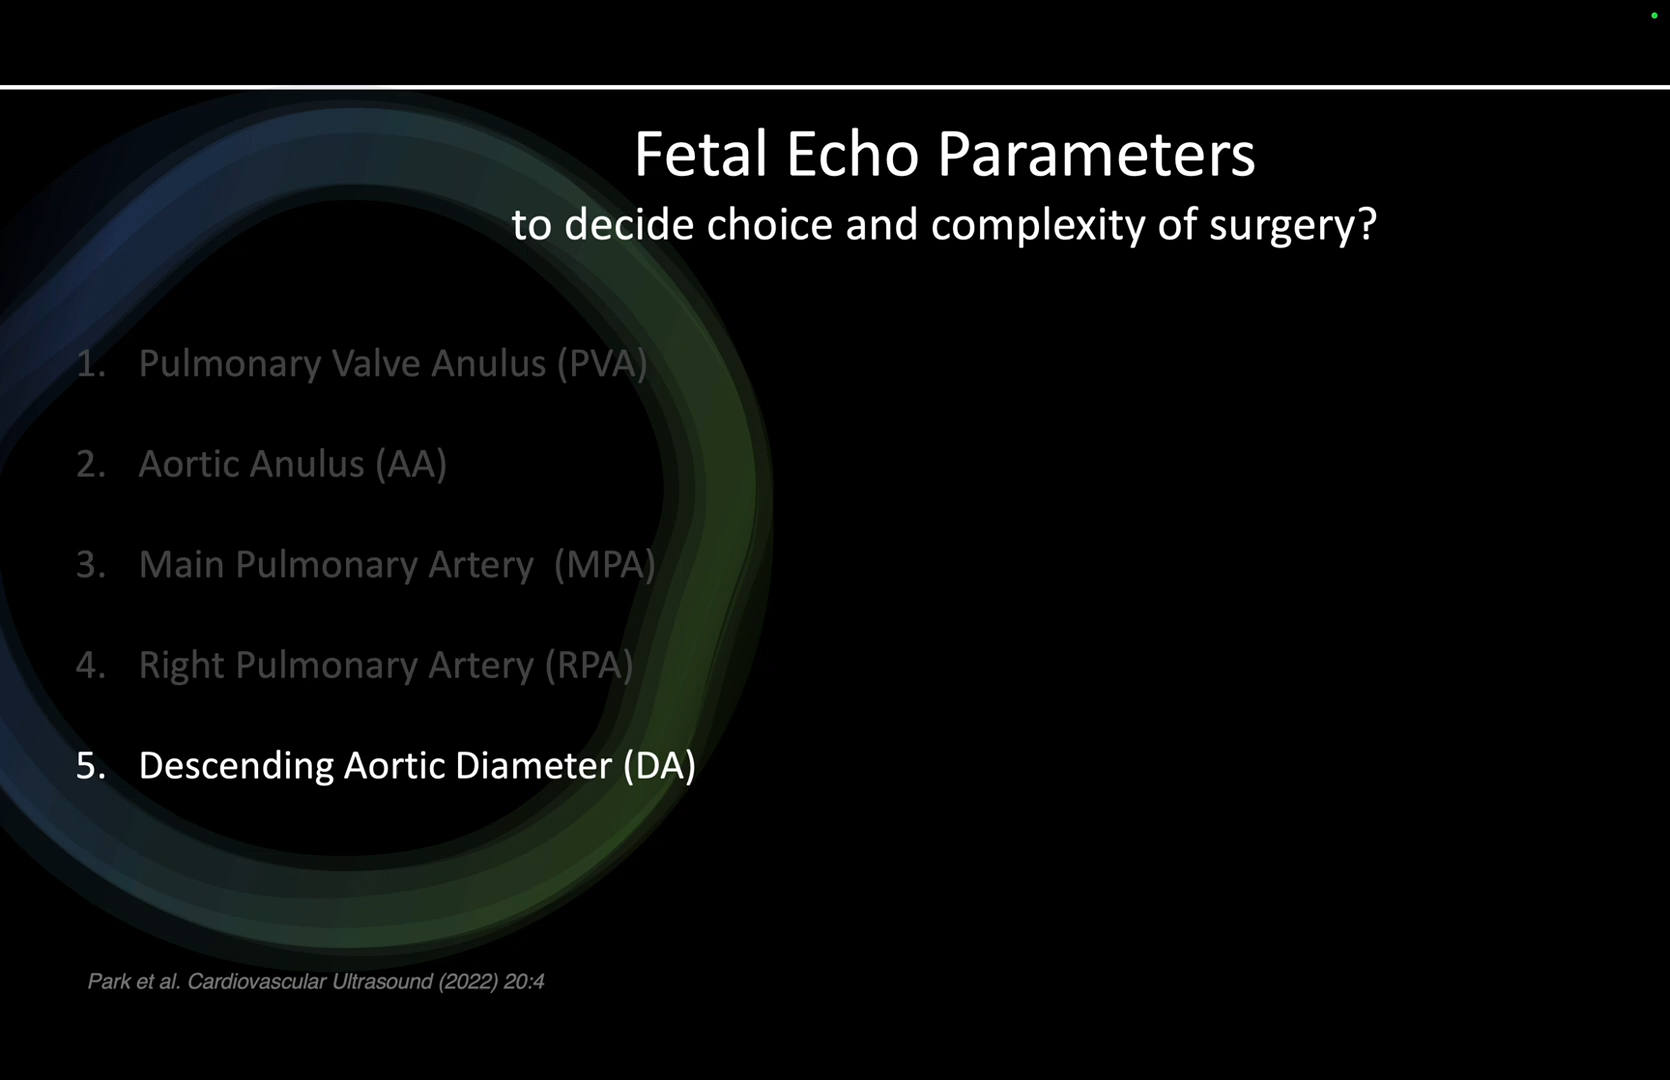 Fetal Echo Parameters
to decide choice and complexity of surgery?
1. Pulmonary Valve Anulus (PVA)
2. Aortic Anulus (AA)
3. Main Pulmonary Artery (MPA)
4. Right Pulmonary Artery (RPA)
5. Descending Aortic Diameter (DA)
Park et al. Cardiovascular Ultrasound (2022) 20:4